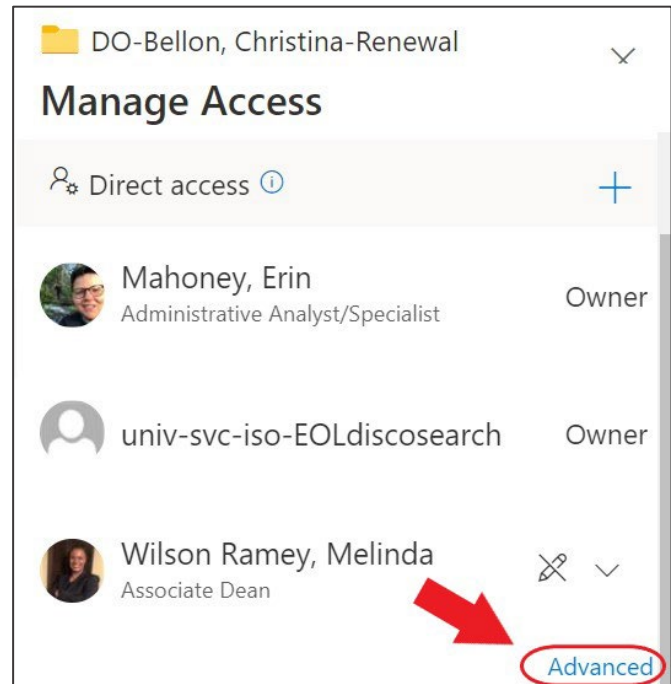 DO-Bellon, Christina-Renewal
Manage Access
Direct access
Mahoney, Erin
Administrative Analyst/Specialist
Owner
univ-svc-iso-EOLdiscosearch
Owner
Wilson Ramey, Melinda
Associate Dean
Advanced